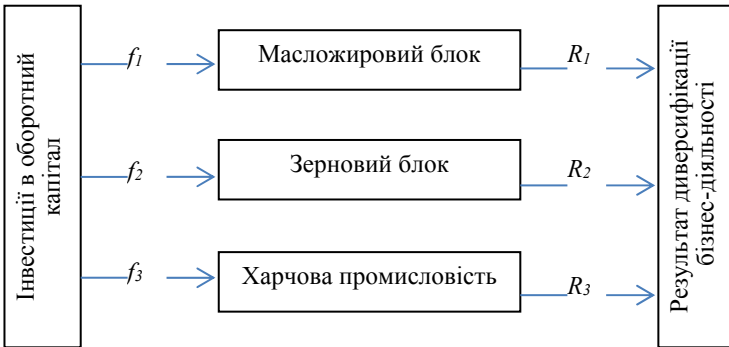 Інвестиції в оборотний
капітал
f1
Масложировий блок
R1
f2
Зерновий блок
R2
f3
Харчова промисловість
R3
Результат диверсифікації
бізнес-діяльності